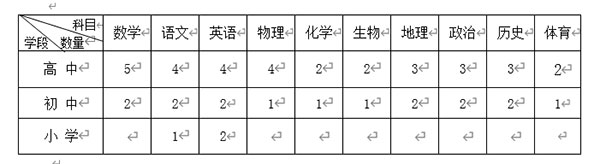 科目
学段 数量 数学 语文 英语 物理 化学 生物 地理 政治 历史 体育
高中 5 4 4 4 2 2 3 3 3 2
初中 2 2 2 1 1 1 2 2 2 1
小学 1 2